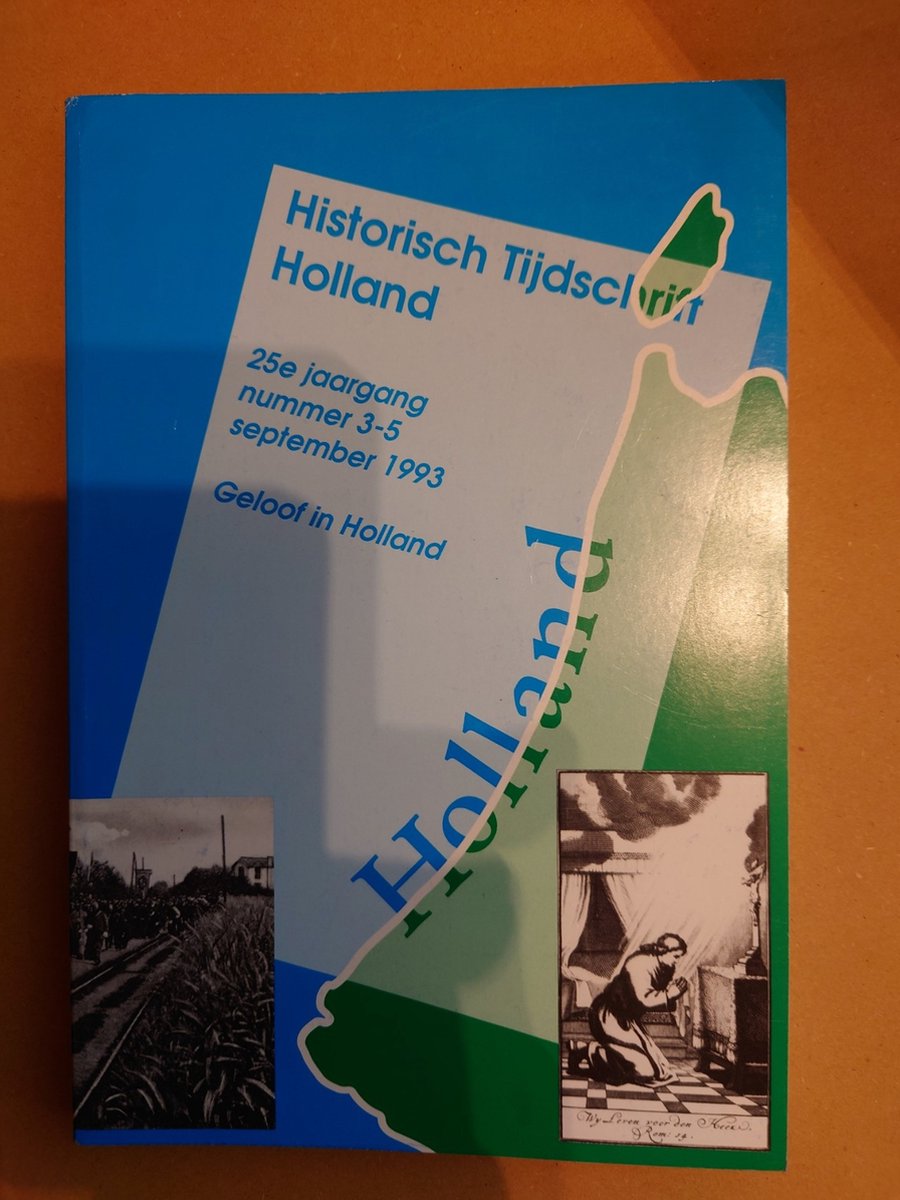 Historisch Tijdschrift
Holland
25e jaargang
nummer 3-5
september 1993
Geloof in Holland
Holland
Wy Leven voor den Heere.
Rom: 14.